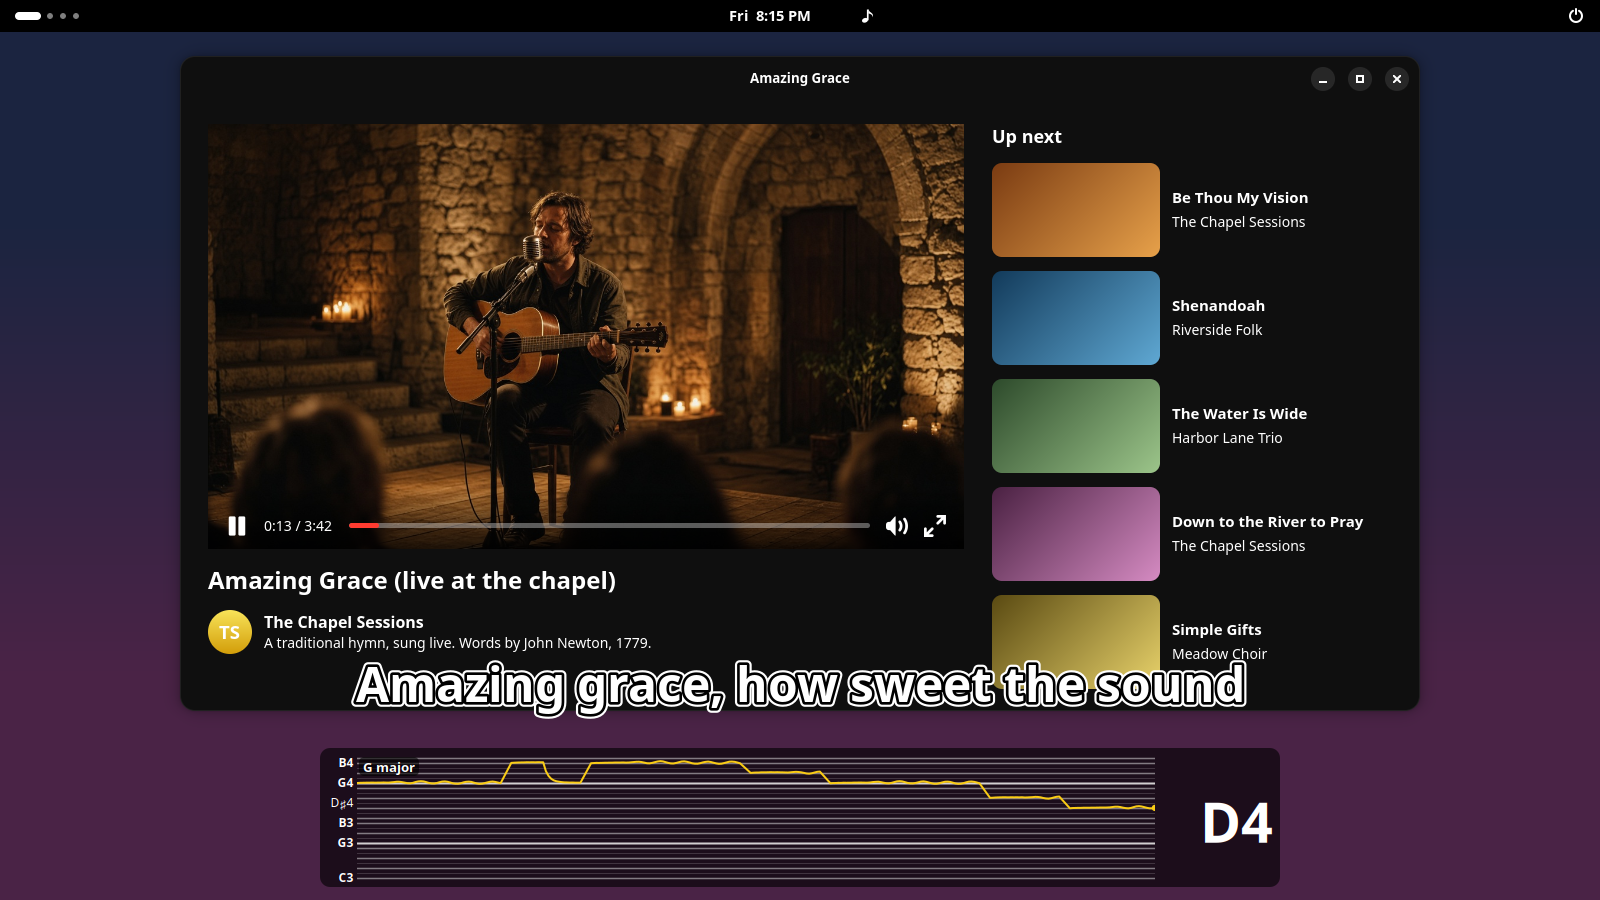 Fri 8:15 PM
Amazing Grace
0:13 / 3:42
Amazing Grace (live at the chapel)
TS
The Chapel Sessions
A traditional hymn, sung live. Words by John Newton, 1779.
Up next
Be Thou My Vision
The Chapel Sessions
Shenandoah
Riverside Folk
The Water Is Wide
Harbor Lane Trio
Down to the River to Pray
The Chapel Sessions
Simple Gifts
Meadow Choir
Amazing grace, how sweet the sound
B4
G major
G4
D♯4
B3
G3
C3
D4